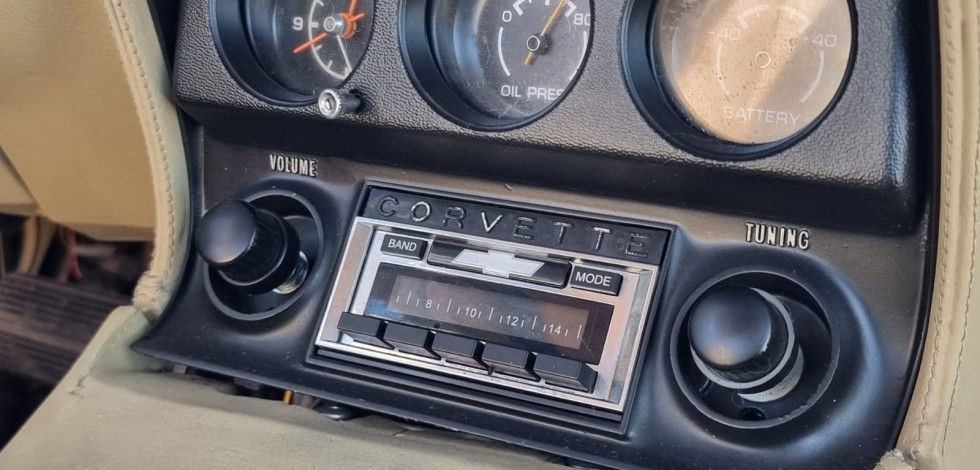 9
0 80
OIL PRES
-40 +40
BATTERY
VOLUME
CORVETTE
TUNING
BAND
MODE
8 10 12 14